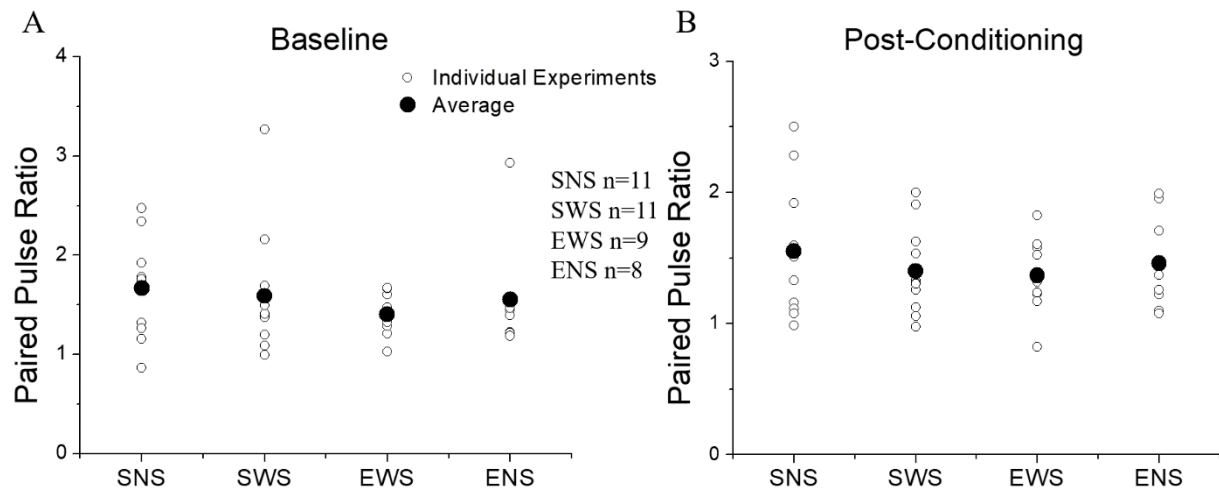 A
Baseline
4
3
2
1
0
Paired Pulse Ratio
Individual Experiments
Average
SNS n=11
SWS n=11
EWS n=9
ENS n=8
SNS SWS EWS ENS
B
Post-Conditioning
3
2
1
0
Paired Pulse Ratio
SNS SWS EWS ENS